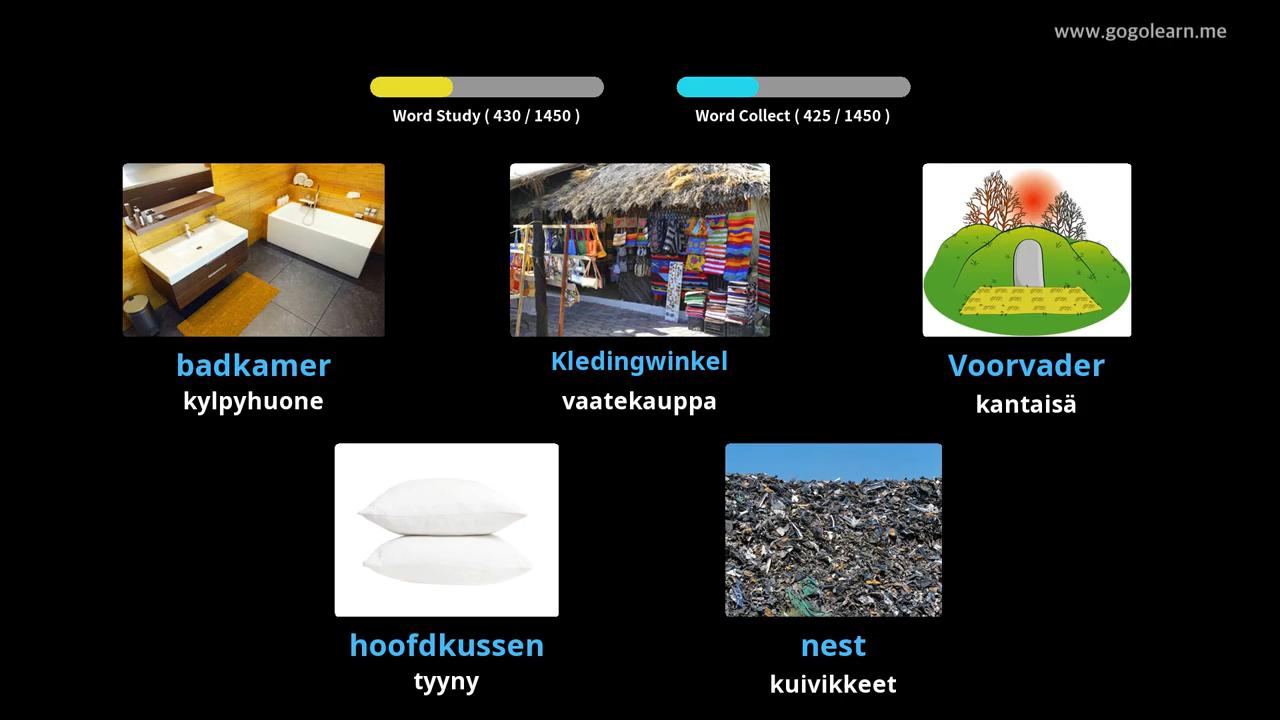 www.gogolearn.me
Word Study ( 430 / 1450 )
Word Collect ( 425 / 1450 )
badkamer
kylpyhuone
Kledingwinkel
vaatekauppa
Voorvader
kantaisä
hoofdkussen
tyyny
nest
kuivikkeet